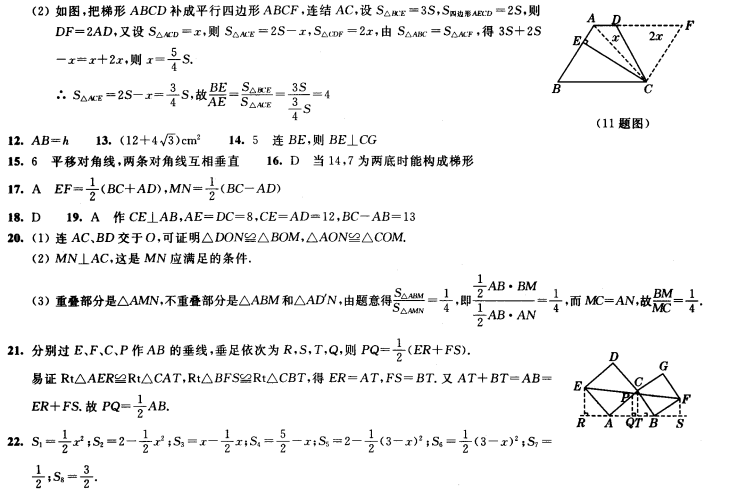 (2) 如图,把梯形 ABCD 补成平行四边形 ABCF,连结 AC,设 S△BCE=3S,S四边形AECD=2S,则
DF=2AD,又设 S△ACD=x,则 S△ACE=2S-x,S△CDF=2x,由 S△ABC=S△ACF,得 3S+2S
-x=x+2x,则 x=5/4 S.
∴ S△ACE=2S-x=3/4 S,故 BE/AE=S△BCE/S△ACE=3S/(3/4 S)=4
A D F
E x 2x
B C
(11 题图)
12. AB=h 13. (12+4√3)cm² 14. 5 连 BE,则 BE⊥CG
15. 6 平移对角线,两条对角线互相垂直 16. D 当 14,7 为两底时能构成梯形
17. A EF=1/2(BC+AD),MN=1/2(BC-AD)
18. D 19. A 作 CE⊥AB,AE=DC=8,CE=AD=12,BC-AB=13
20. (1) 连 AC、BD 交于 O,可证明△DON≌△BOM,△AON≌△COM.
(2) MN⊥AC,这是 MN 应满足的条件.
(3) 重叠部分是△AMN,不重叠部分是△ABM 和△AD′N,由题意得 S△ABM/S△AMN=1/4,即 (1/2 AB·BM)/(1/2 AB·AN)=1/4,而 MC=AN,故 BM/MC=1/4.
21. 分别过 E、F、C、P 作 AB 的垂线,垂足依次为 R,S,T,Q,则 PQ=1/2(ER+FS).
易证 Rt△AER≌Rt△CAT,Rt△BFS≌Rt△CBT,得 ER=AT,FS=BT.又 AT+BT=AB=
ER+FS.故 PQ=1/2 AB.
D G
E P C F
R A Q T B S
22. S₁=1/2 x²;S₂=2-1/2 x²;S₃=x-1/2 x;S₄=5/2-x;S₅=2-1/2(3-x)²;S₆=1/2(3-x)²;S₇=
1/2;S₈=3/2.